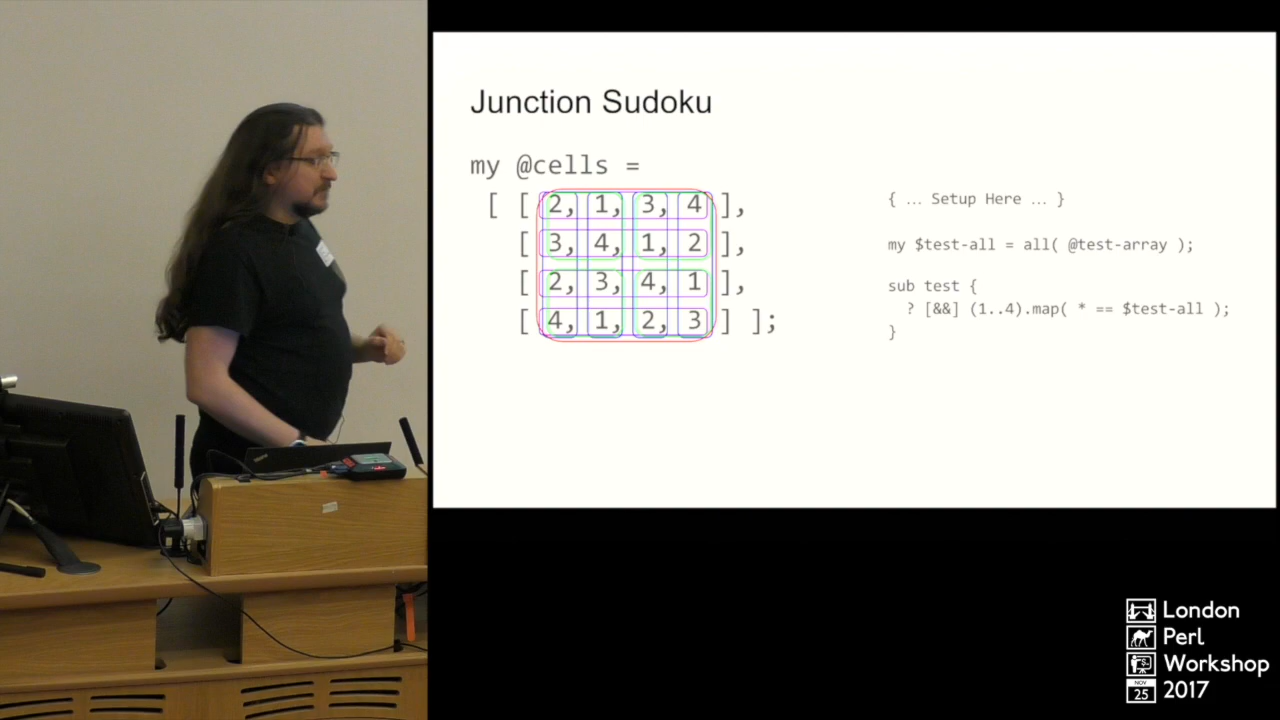 Junction Sudoku
my @cells =
[ [ 2, 1, 3, 4 ],
[ 3, 4, 1, 2 ],
[ 2, 3, 4, 1 ],
[ 4, 1, 2, 3 ] ];
{ … Setup Here … }
my $test-all = all( @test-array );
sub test {
? [&&] (1..4).map( * == $test-all );
}
London
Perl
Workshop
NOV
25
2017